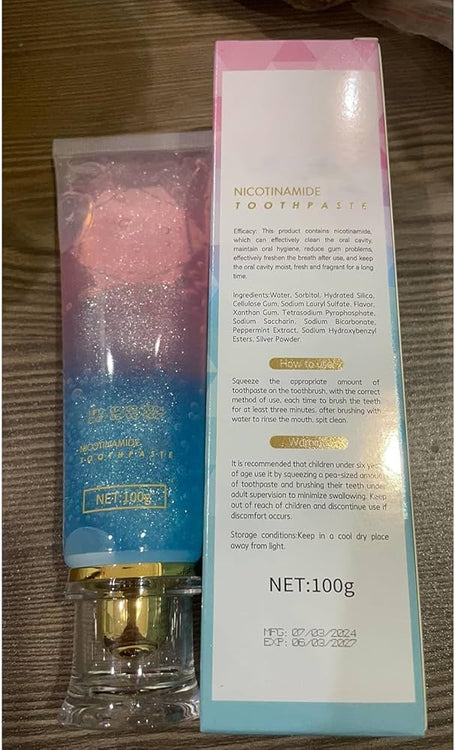 NICOTINAMIDE
TOOTHPASTE
NET:100g
NICOTINAMIDE
TOOTHPASTE
Efficacy: This product contains nicotinamide,
which can effectively clean the oral cavity,
maintain oral hygiene, reduce gum problems,
effectively freshen the breath after use, and keep
the oral cavity moist, fresh and fragrant for a long
time.
Ingredients:Water, Sorbitol, Hydrated Silica,
Cellulose Gum, Sodium Lauryl Sulfate, Flavor,
Xanthan Gum, Tetrasodium Pyrophosphate,
Sodium Saccharin, Sodium Bicarbonate,
Peppermint Extract, Sodium Hydroxybenzyl
Esters, Silver Powder
How to use
Squeeze the appropriate amount of
toothpaste on the toothbrush, with the correct
method of use, each time to brush the teeth
for at least three minutes, after brushing with
water to rinse the mouth, spit clean.
It is recommended that children under six years
of age use it by squeezing a pea-sized amount
of toothpaste and brushing their teeth under
adult supervision to minimize swallowing. Keep
out of reach of children and discontinue use if
discomfort occurs.
Storage conditions:Keep in a cool dry place
away from light.
NET:100g
MFG: 07/03/2024
EXP: 06/03/2027